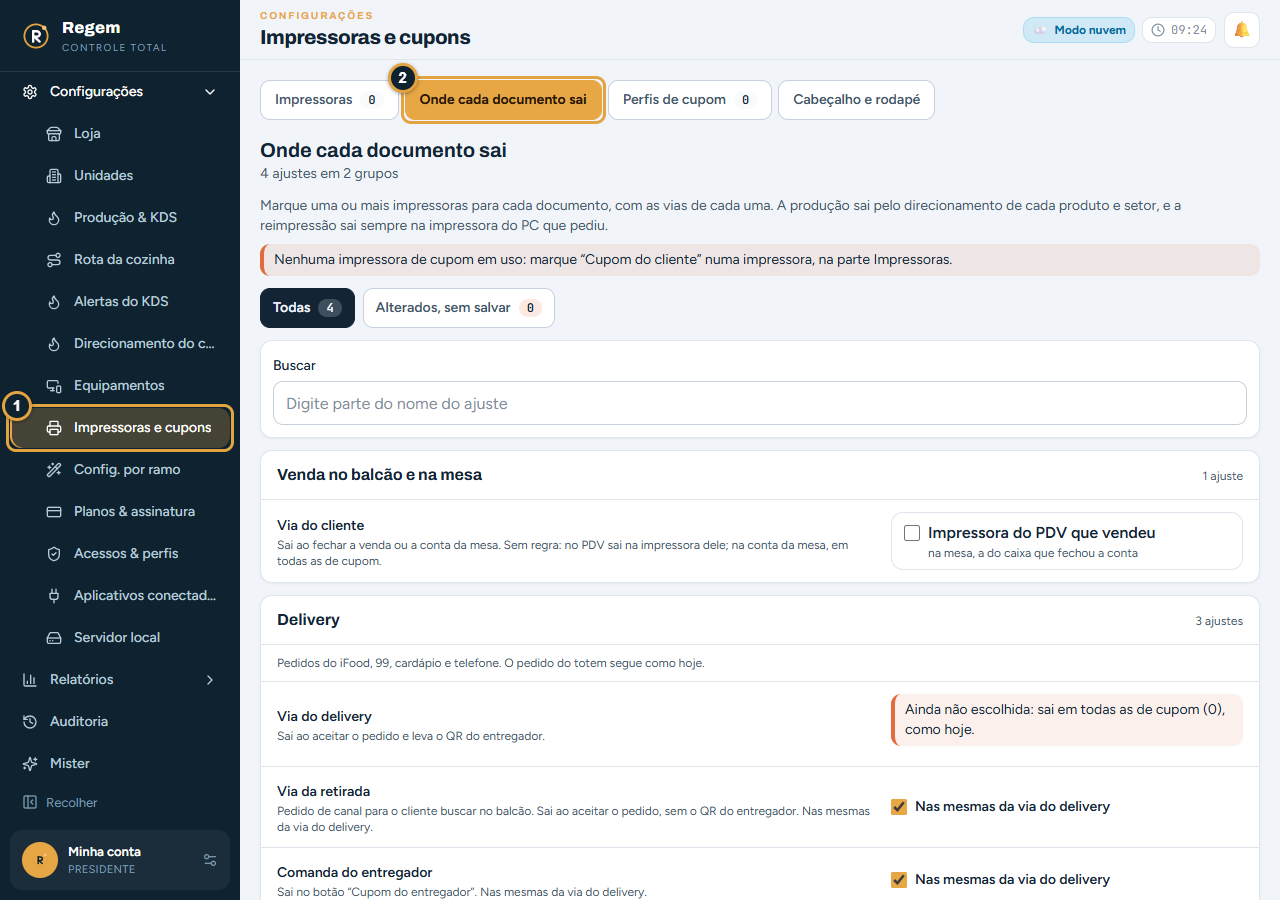 Regem
CONTROLE TOTAL
Configurações
Loja
Unidades
Produção & KDS
Rota da cozinha
Alertas do KDS
Direcionamento do c...
Equipamentos
1
Impressoras e cupons
Config. por ramo
Planos & assinatura
Acessos & perfis
Aplicativos conectad...
Servidor local
Relatórios
Auditoria
Mister
Recolher
R
Minha conta
PRESIDENTE
CONFIGURAÇÕES
Impressoras e cupons
Modo nuvem
09:24
Impressoras 0
2
Onde cada documento sai
Perfis de cupom 0
Cabeçalho e rodapé
Onde cada documento sai
4 ajustes em 2 grupos
Marque uma ou mais impressoras para cada documento, com as vias de cada uma. A produção sai pelo direcionamento de cada produto e setor, e a
reimpressão sai sempre na impressora do PC que pediu.
Nenhuma impressora de cupom em uso: marque “Cupom do cliente” numa impressora, na parte Impressoras.
Todas 4
Alterados, sem salvar 0
Buscar
Digite parte do nome do ajuste
Venda no balcão e na mesa
1 ajuste
Via do cliente
Sai ao fechar a venda ou a conta da mesa. Sem regra: no PDV sai na impressora dele; na conta da mesa, em
todas as de cupom.
Impressora do PDV que vendeu
na mesa, a do caixa que fechou a conta
Delivery
3 ajustes
Pedidos do iFood, 99, cardápio e telefone. O pedido do totem segue como hoje.
Via do delivery
Sai ao aceitar o pedido e leva o QR do entregador.
Ainda não escolhida: sai em todas as de cupom (0),
como hoje.
Via da retirada
Pedido de canal para o cliente buscar no balcão. Sai ao aceitar o pedido, sem o QR do entregador. Nas mesmas
da via do delivery.
Nas mesmas da via do delivery
Comanda do entregador
Sai no botão “Cupom do entregador”. Nas mesmas da via do delivery.
Nas mesmas da via do delivery